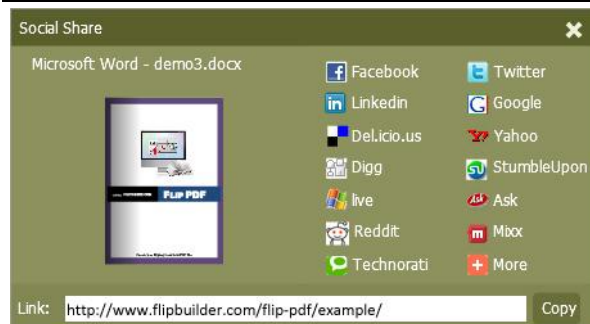 Social Share
Microsoft Word - demo3.docx
FLIP PDF
Facebook
Twitter
Linkedin
Google
Del.icio.us
Yahoo
Digg
StumbleUpon
live
Ask
Reddit
Mixx
Technorati
More
Link: http://www.flipbuilder.com/flip-pdf/example/ Copy